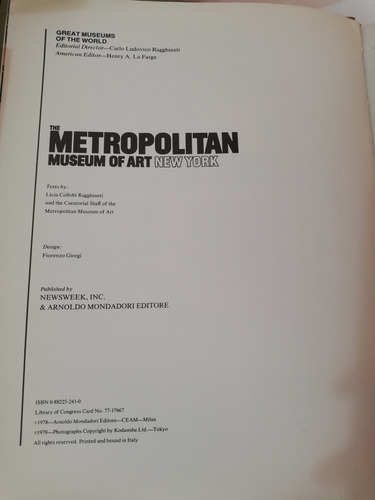 GREAT MUSEUMS
OF THE WORLD
Editorial Director—Carlo Ludovico Ragghianti
American Editor—Henry A. La Farge
THE
METROPOLITAN
MUSEUM OF ART NEW YORK
Texts by:
Licia Collobi Ragghianti
and the Curatorial Staff of the
Metropolitan Museum of Art
Design:
Fiorenzo Giorgi
Published by
NEWSWEEK, INC.
& ARNOLDO MONDADORI EDITORE
ISBN 0-88225-241-0
Library of Congress Card No. 77-17667
©1978—Arnoldo Mondadori Editore—CEAM—Milan
©1978—Photographs Copyright by Kodansha Ltd.—Tokyo
All rights reserved. Printed and bound in Italy